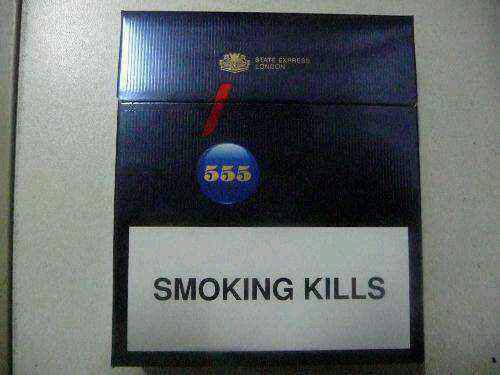 STATE EXPRESS
LONDON
555
SMOKING KILLS